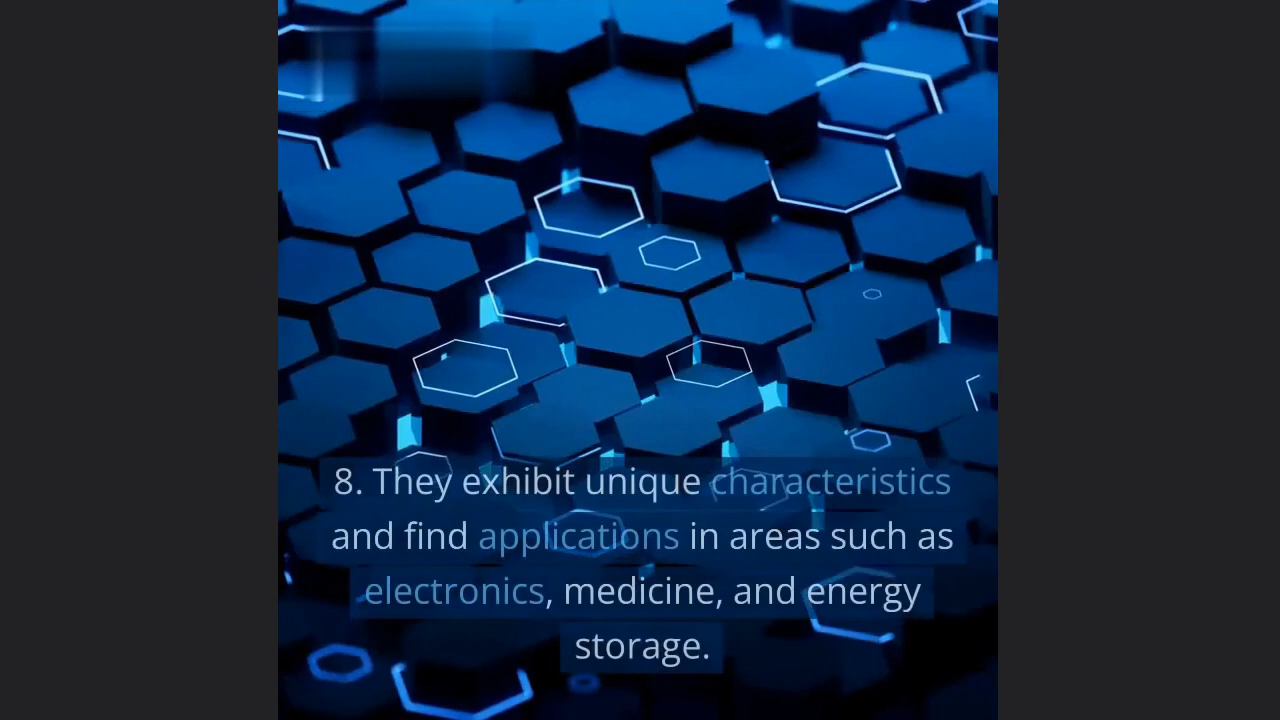 8. They exhibit unique characteristics
and find applications in areas such as
electronics, medicine, and energy
storage.